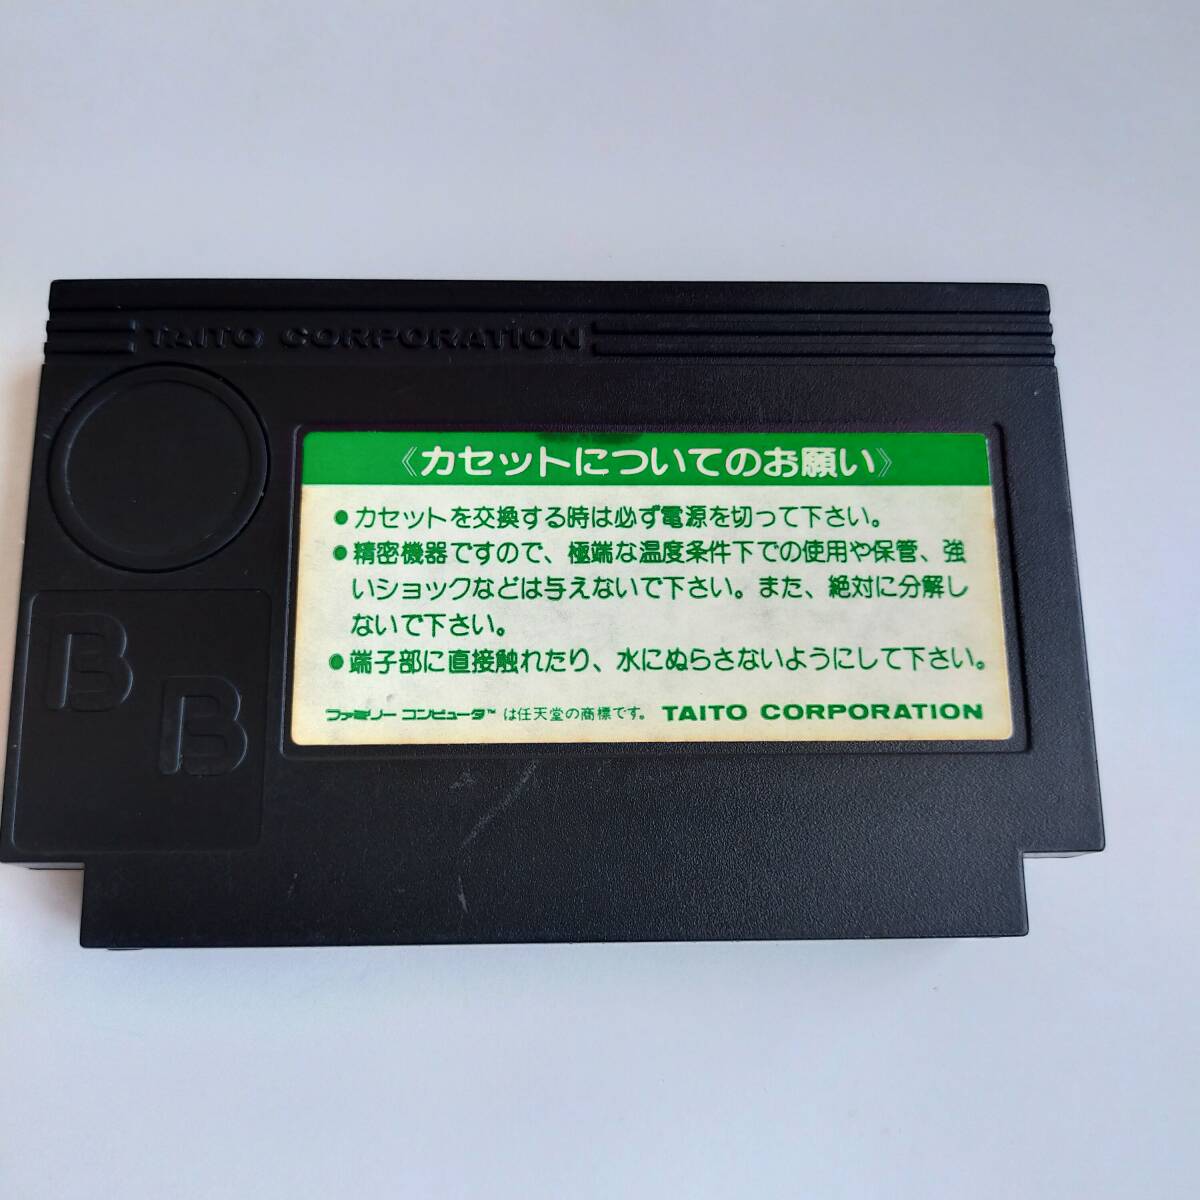 TAITO CORPORATION
《カセットについてのお願い》
●カセットを交換する時は必ず電源を切って下さい。
●精密機器ですので、極端な温度条件下での使用や保管、強
いショックなどは与えないで下さい。また、絶対に分解し
ないで下さい。
●端子部に直接触れたり、水にぬらさないようにして下さい。
ファミリー コンピュータ™ は任天堂の商標です。 TAITO CORPORATION
B
B